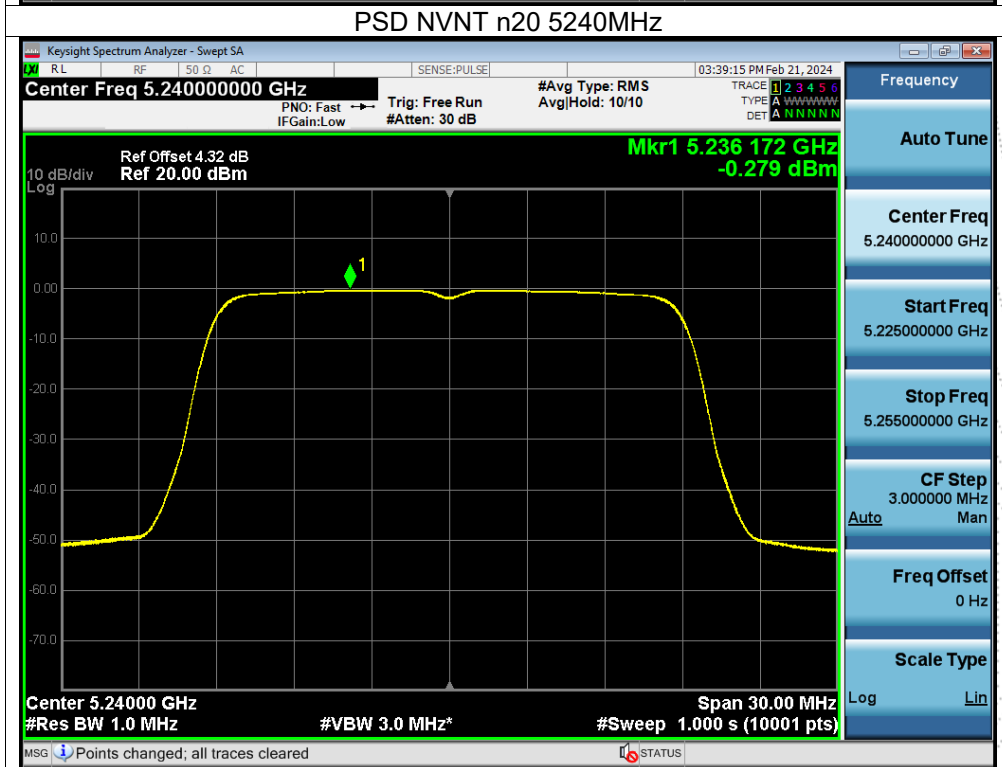 PSD NVNT n20 5240MHz
Keysight Spectrum Analyzer - Swept SA
LXI RL RF 50 Ω AC SENSE:PULSE 03:39:15 PM Feb 21, 2024
Center Freq 5.240000000 GHz
PNO: Fast
IFGain:Low
Trig: Free Run
#Atten: 30 dB
#Avg Type: RMS
Avg|Hold: 10/10
TRACE 1 2 3 4 5 6
TYPE A WWWWW
DET A N N N N N
Mkr1 5.236 172 GHz
-0.279 dBm
Ref Offset 4.32 dB
10 dB/div Ref 20.00 dBm
Log
10.0
0.00
-10.0
-20.0
-30.0
-40.0
-50.0
-60.0
-70.0
1
Center 5.24000 GHz Span 30.00 MHz
#Res BW 1.0 MHz #VBW 3.0 MHz* #Sweep 1.000 s (10001 pts)
MSG Points changed; all traces cleared STATUS
Frequency
Auto Tune
Center Freq
5.240000000 GHz
Start Freq
5.225000000 GHz
Stop Freq
5.255000000 GHz
CF Step
3.000000 MHz
Auto Man
Freq Offset
0 Hz
Scale Type
Log Lin